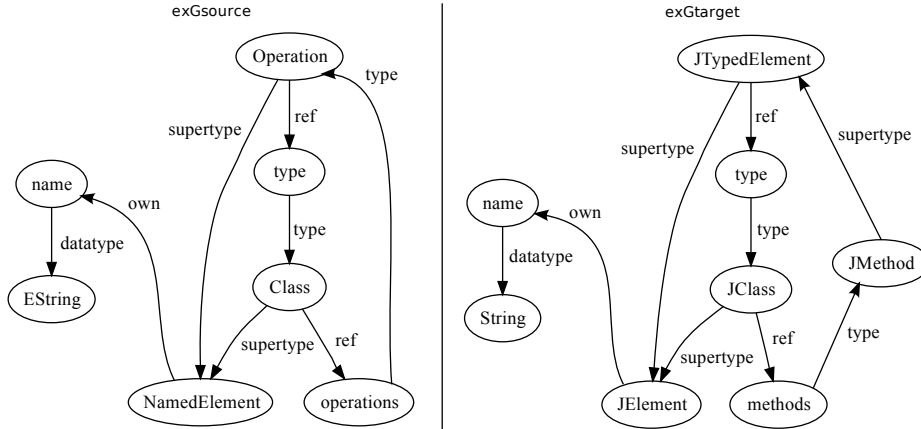 exGsource
Operation
type
ref
supertype
type
name
own
type
datatype
EString
Class
supertype
ref
NamedElement
operations
exGtarget
JTypedElement
ref
supertype
supertype
type
name
own
type
datatype
JMethod
JClass
String
ref
type
supertype
JElement
methods